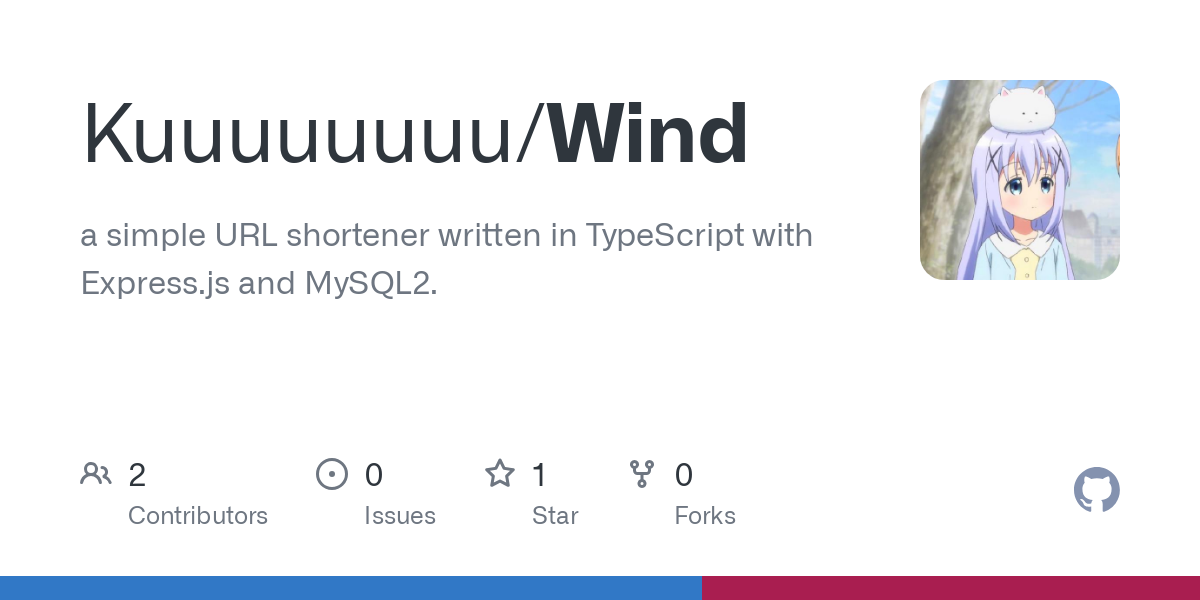 Kuuuuuuuu/Wind
a simple URL shortener written in TypeScript with
Express.js and MySQL2.
2
Contributors
0
Issues
1
Star
0
Forks